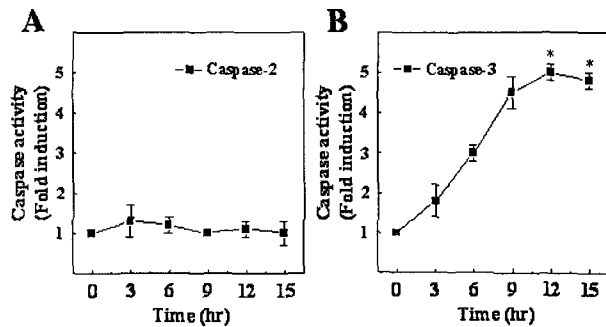 A
Caspase activity
(Fold induction)
5
4
3
2
1
Caspase-2
0 3 6 9 12 15
Time (hr)
B
Caspase activity
(Fold induction)
5
4
3
2
1
Caspase-3
* *
0 3 6 9 12 15
Time (hr)